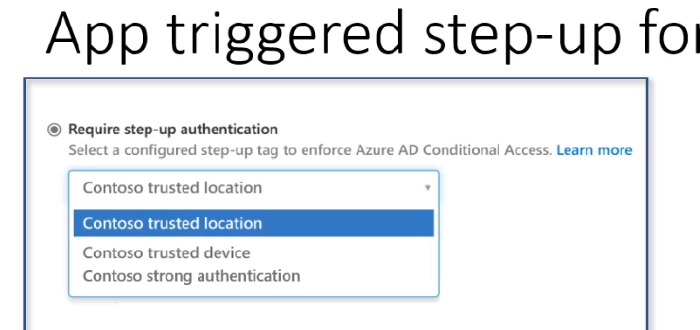 App triggered step-up for
Require step-up authentication
Select a configured step-up tag to enforce Azure AD Conditional Access. Learn more
Contoso trusted location
Contoso trusted location
Contoso trusted device
Contoso strong authentication